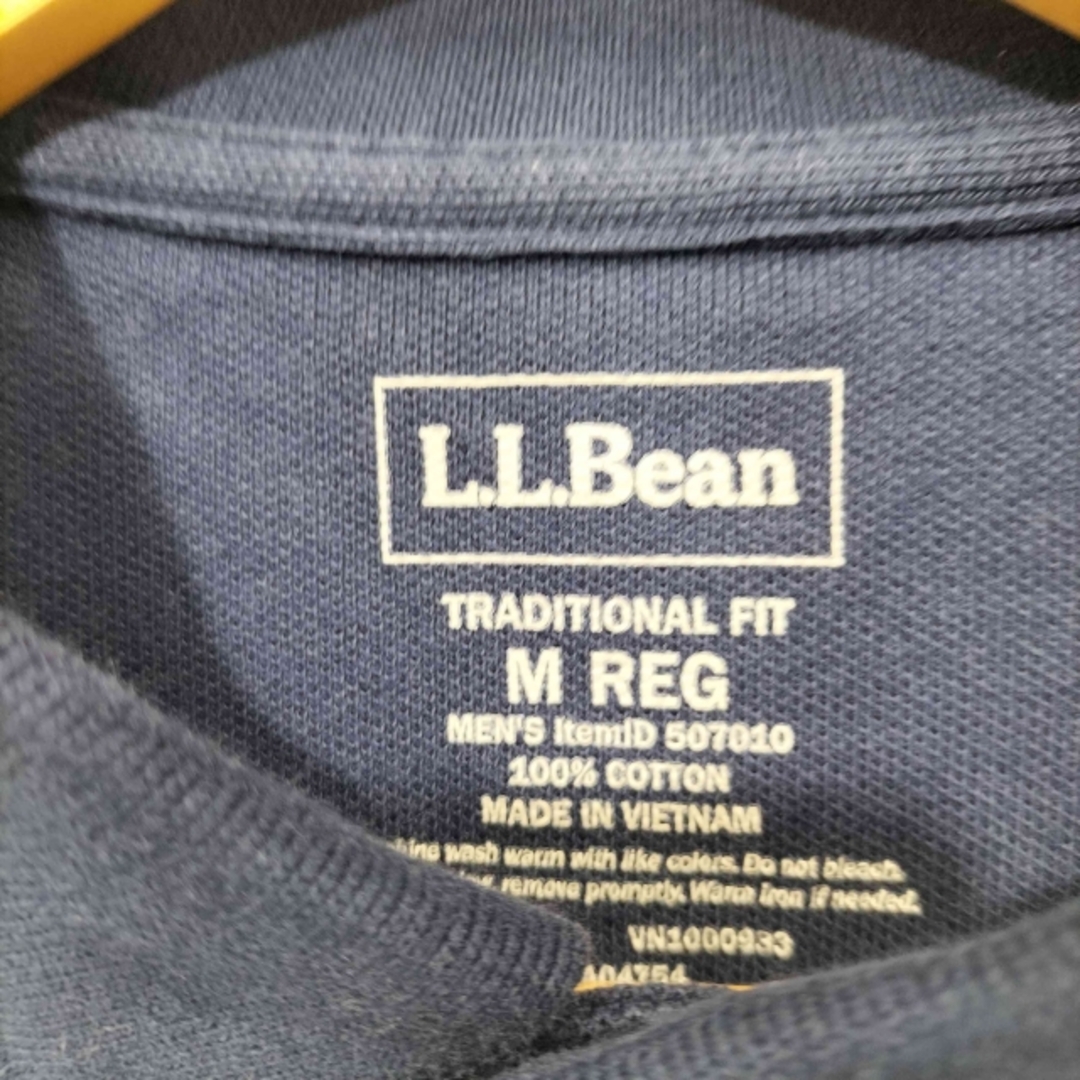 L.L.Bean
TRADITIONAL FIT
M REG
MEN'S ItemID 507010
100% COTTON
MADE IN VIETNAM
wash warm with like colors. Do not bleach.
remove promptly. Warm iron if needed.
VN1000933
A04754